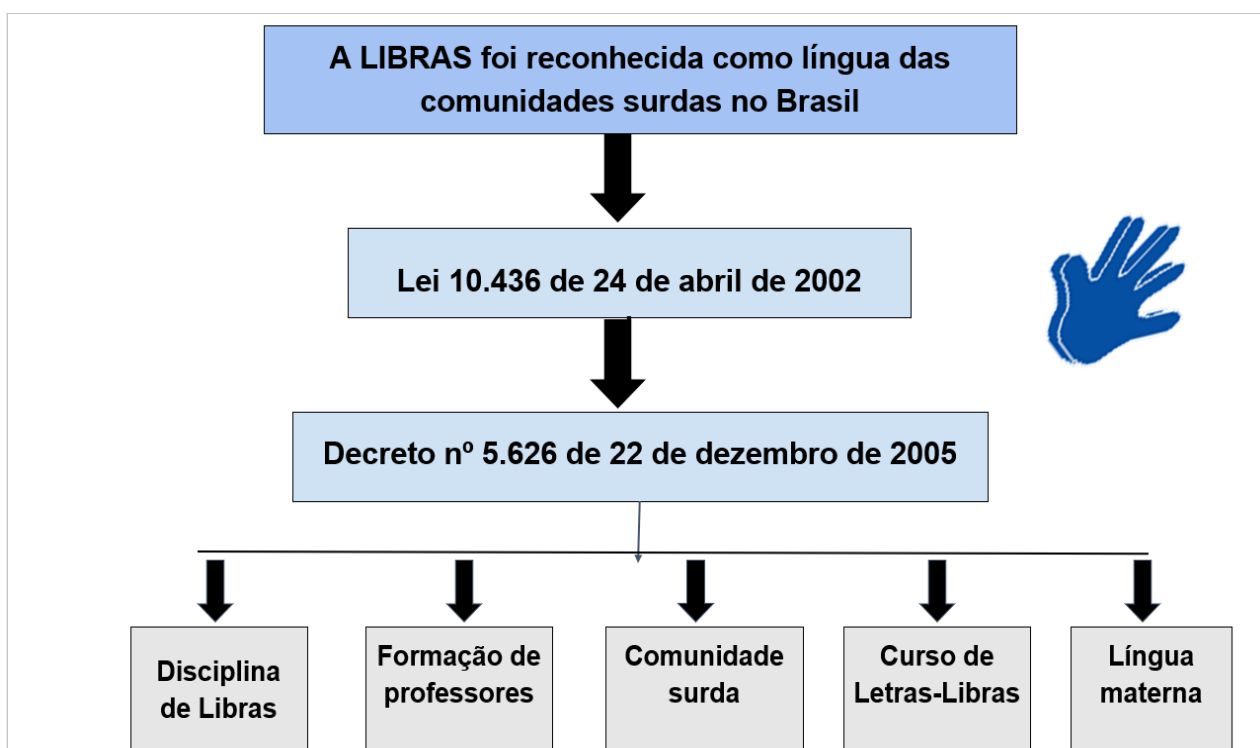 A LIBRAS foi reconhecida como língua das
comunidades surdas no Brasil
Lei 10.436 de 24 de abril de 2002
Decreto nº 5.626 de 22 de dezembro de 2005
Disciplina
de Libras
Formação de
professores
Comunidade
surda
Curso de
Letras-Libras
Língua
materna